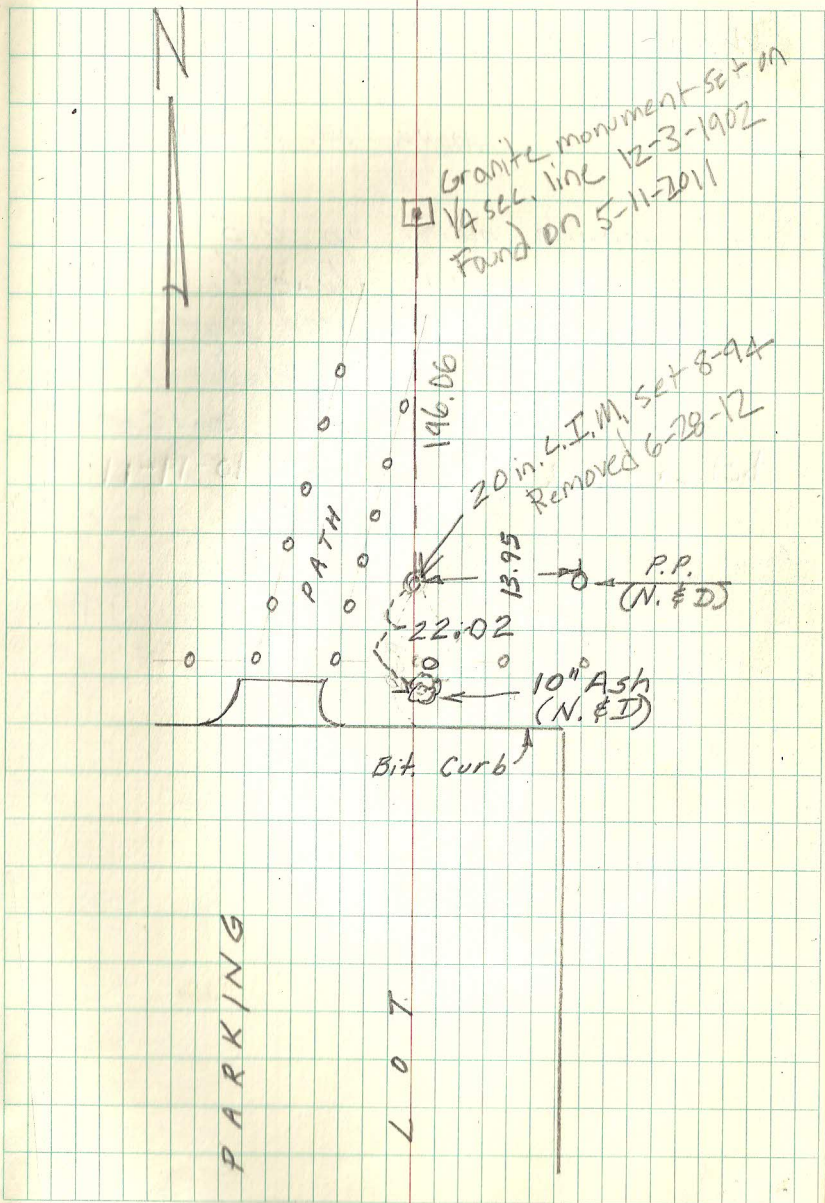 N
Granite monument set on
1/4 sec. line 12-3-1902
Found on 5-11-2011
196.06
20 in. C.I.M. set 8-94
Removed 6-28-12
PATH
13.95
P.P.
(N. & D)
22.02
10" Ash
(N. & D)
Bit. Curb
PARKING
LOT